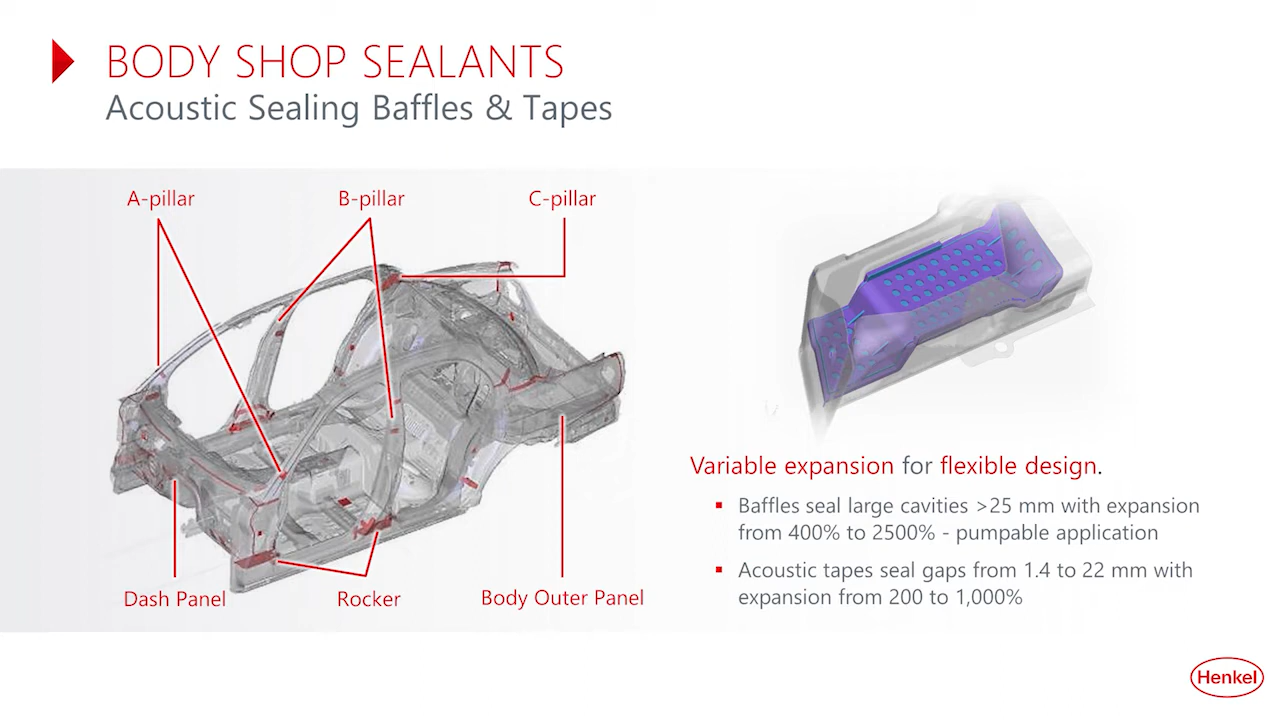 BODY SHOP SEALANTS
Acoustic Sealing Baffles & Tapes
A-pillar
B-pillar
C-pillar
Dash Panel
Rocker
Body Outer Panel
Variable expansion for flexible design.
Baffles seal large cavities >25 mm with expansion
from 400% to 2500% - pumpable application
Acoustic tapes seal gaps from 1.4 to 22 mm with
expansion from 200 to 1,000%
Henkel